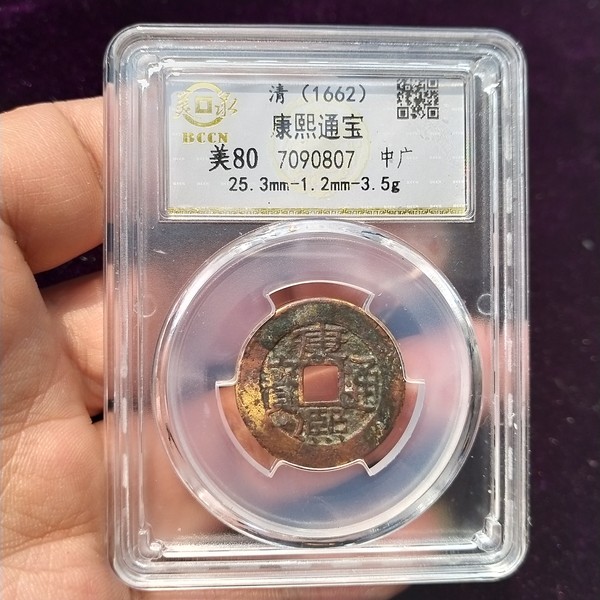 清 (1662)
康熙通宝
BCCN
美80 7090807 中广
25.3mm-1.2mm-3.5g
康熙通寶